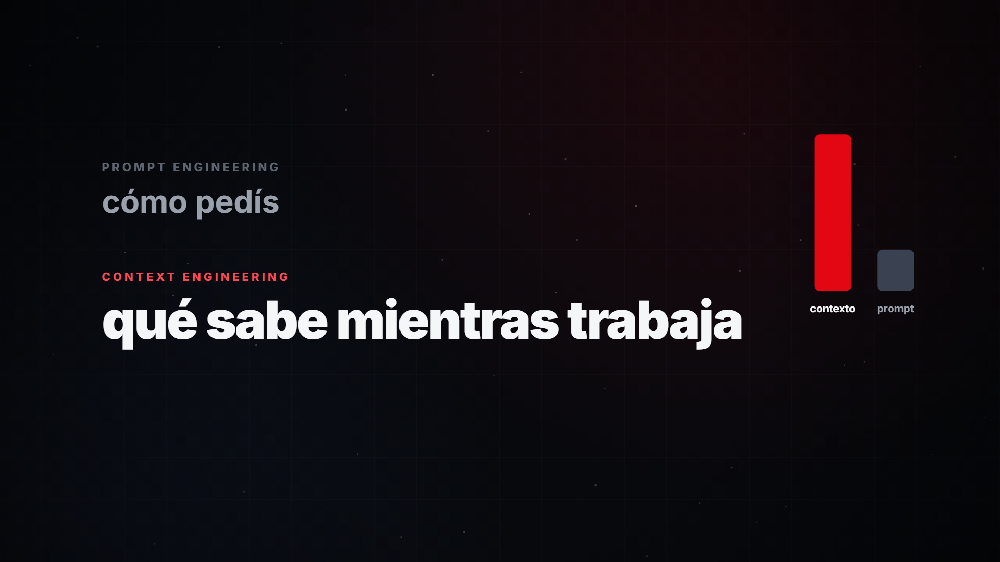 PROMPT ENGINEERING
cómo pedís
CONTEXT ENGINEERING
qué sabe mientras trabaja
contexto
prompt